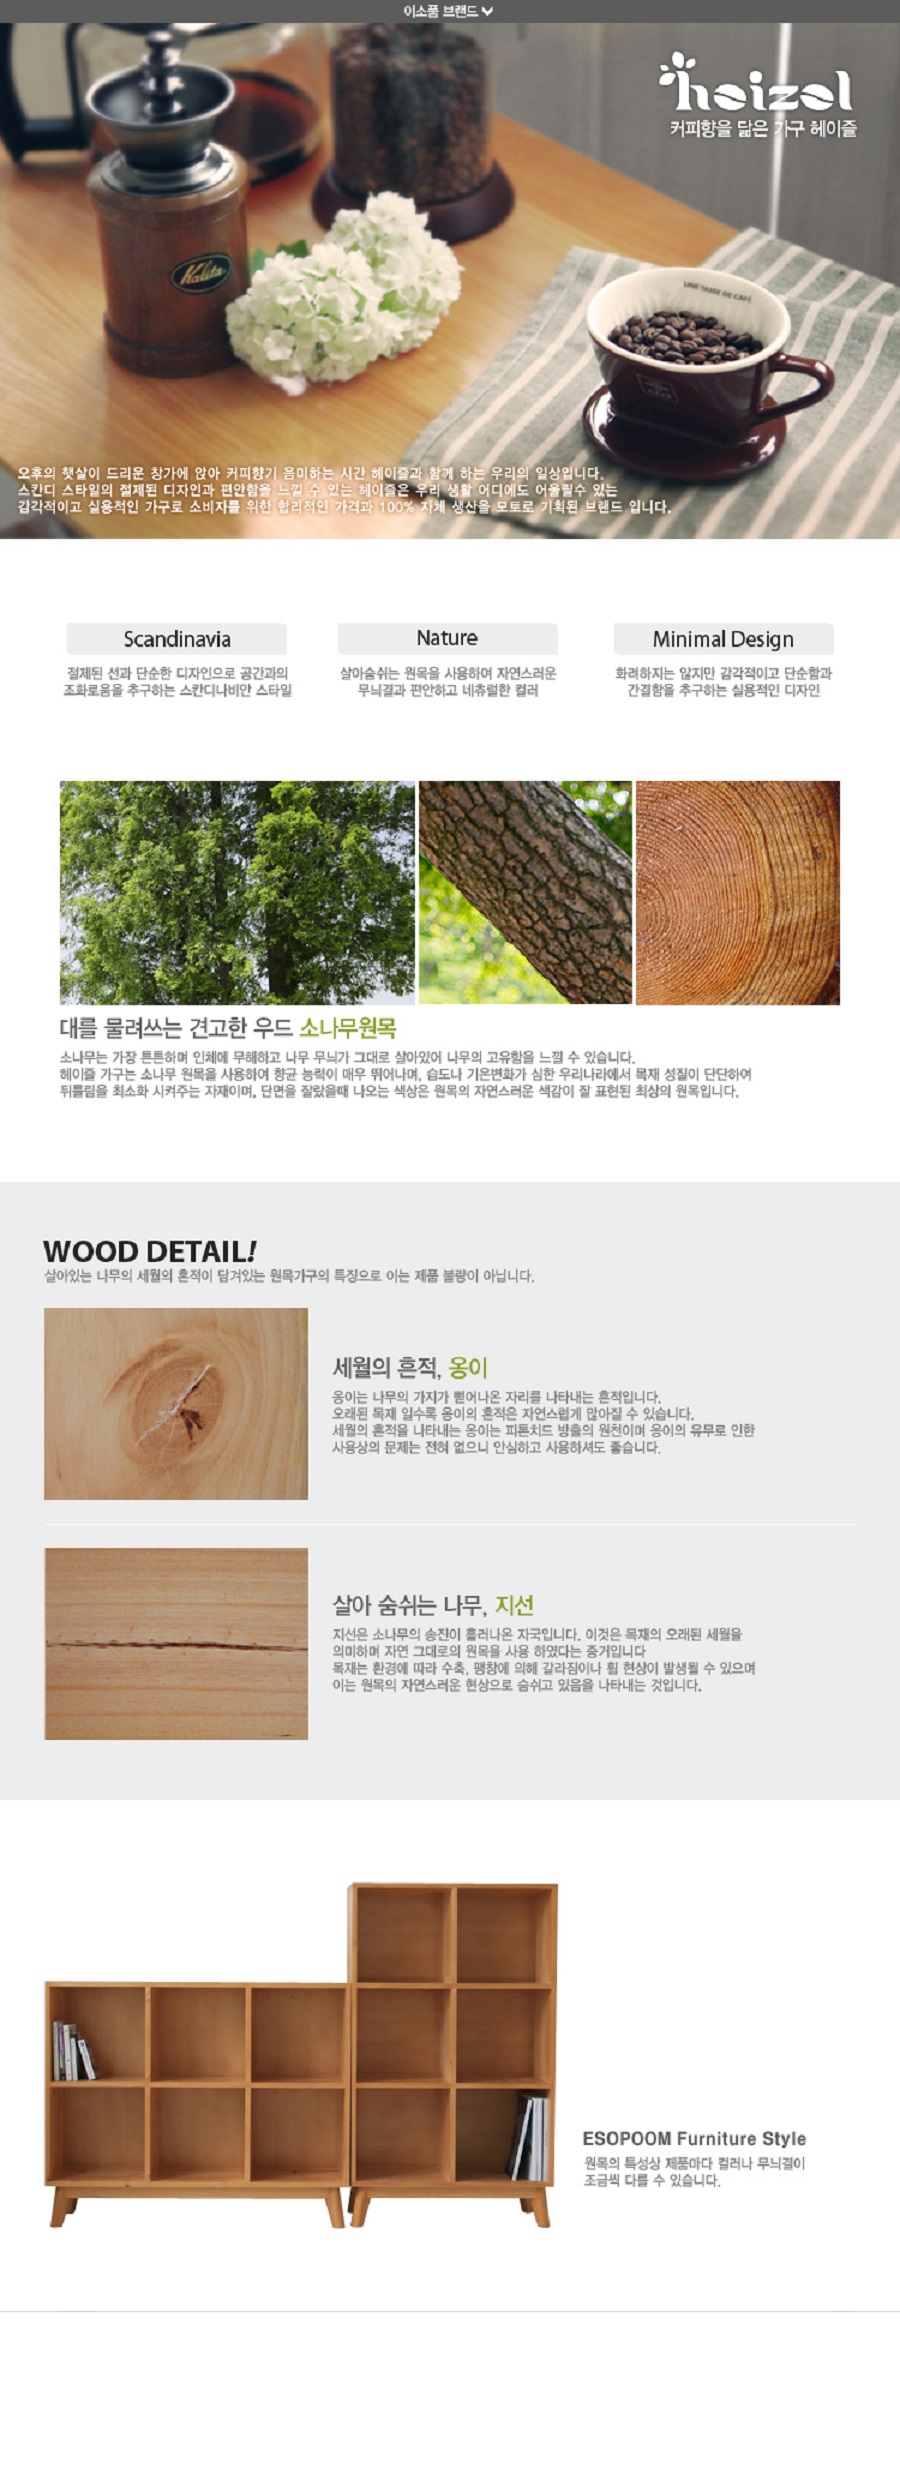 이소품 브랜드
heizel
커피향을 닮은 가구 헤이즐
Kalita
UNE TASSE DE CAFÉ
오후의 햇살이 드리운 창가에 앉아 커피향기 음미하는 시간 헤이즐과 함께 하는 우리의 일상입니다.
스칸디 스타일의 절제된 디자인과 편안함을 느낄 수 있는 헤이즐은 우리 생활 어디에도 어울릴수 있는
감각적이고 실용적인 가구로 소비자를 위한 합리적인 가격과 100% 자체 생산을 모토로 기획된 브랜드 입니다.
Scandinavia
절제된 선과 단순한 디자인으로 공간과의
조화로움을 추구하는 스칸디나비안 스타일
Nature
살아숨쉬는 원목을 사용하여 자연스러운
무늬결과 편안하고 네츄럴한 컬러
Minimal Design
화려하지는 않지만 감각적이고 단순함과
간결함을 추구하는 실용적인 디자인
대를 물려쓰는 견고한 우드 소나무원목
소나무는 가장 튼튼하며 인체에 무해하고 나무 무늬가 그대로 살아있어 나무의 고유함을 느낄 수 있습니다.
헤이즐 가구는 소나무 원목을 사용하여 향균 능력이 매우 뛰어나며, 습도나 기온변화가 심한 우리나라에서 목재 성질이 단단하여
뒤틀림을 최소화 시켜주는 자재이며, 단면을 잘랐을때 나오는 색상은 원목의 자연스러운 색감이 잘 표현된 최상의 원목입니다.
WOOD DETAIL!
살아있는 나무의 세월의 흔적이 담겨있는 원목가구의 특징으로 이는 제품 불량이 아닙니다.
세월의 흔적, 옹이
옹이는 나무의 가지가 뻗어나온 자리를 나타내는 흔적입니다.
오래된 목재 일수록 옹이의 흔적은 자연스럽게 많아질 수 있습니다.
세월의 흔적을 나타내는 옹이는 피톤치드 방출의 원천이며 옹이의 유무로 인한
사용상의 문제는 전혀 없으니 안심하고 사용하셔도 좋습니다.
살아 숨쉬는 나무, 지선
지선은 소나무의 송진이 흘러나온 자국입니다. 이것은 목재의 오래된 세월을
의미하며 자연 그대로의 원목을 사용 하였다는 증거입니다
목재는 환경에 따라 수축, 팽창에 의해 갈라짐이나 휨 현상이 발생될 수 있으며
이는 원목의 자연스러운 현상으로 숨쉬고 있음을 나타내는 것입니다.
ESOPOOM Furniture Style
원목의 특성상 제품마다 컬러나 무늬결이
조금씩 다를 수 있습니다.